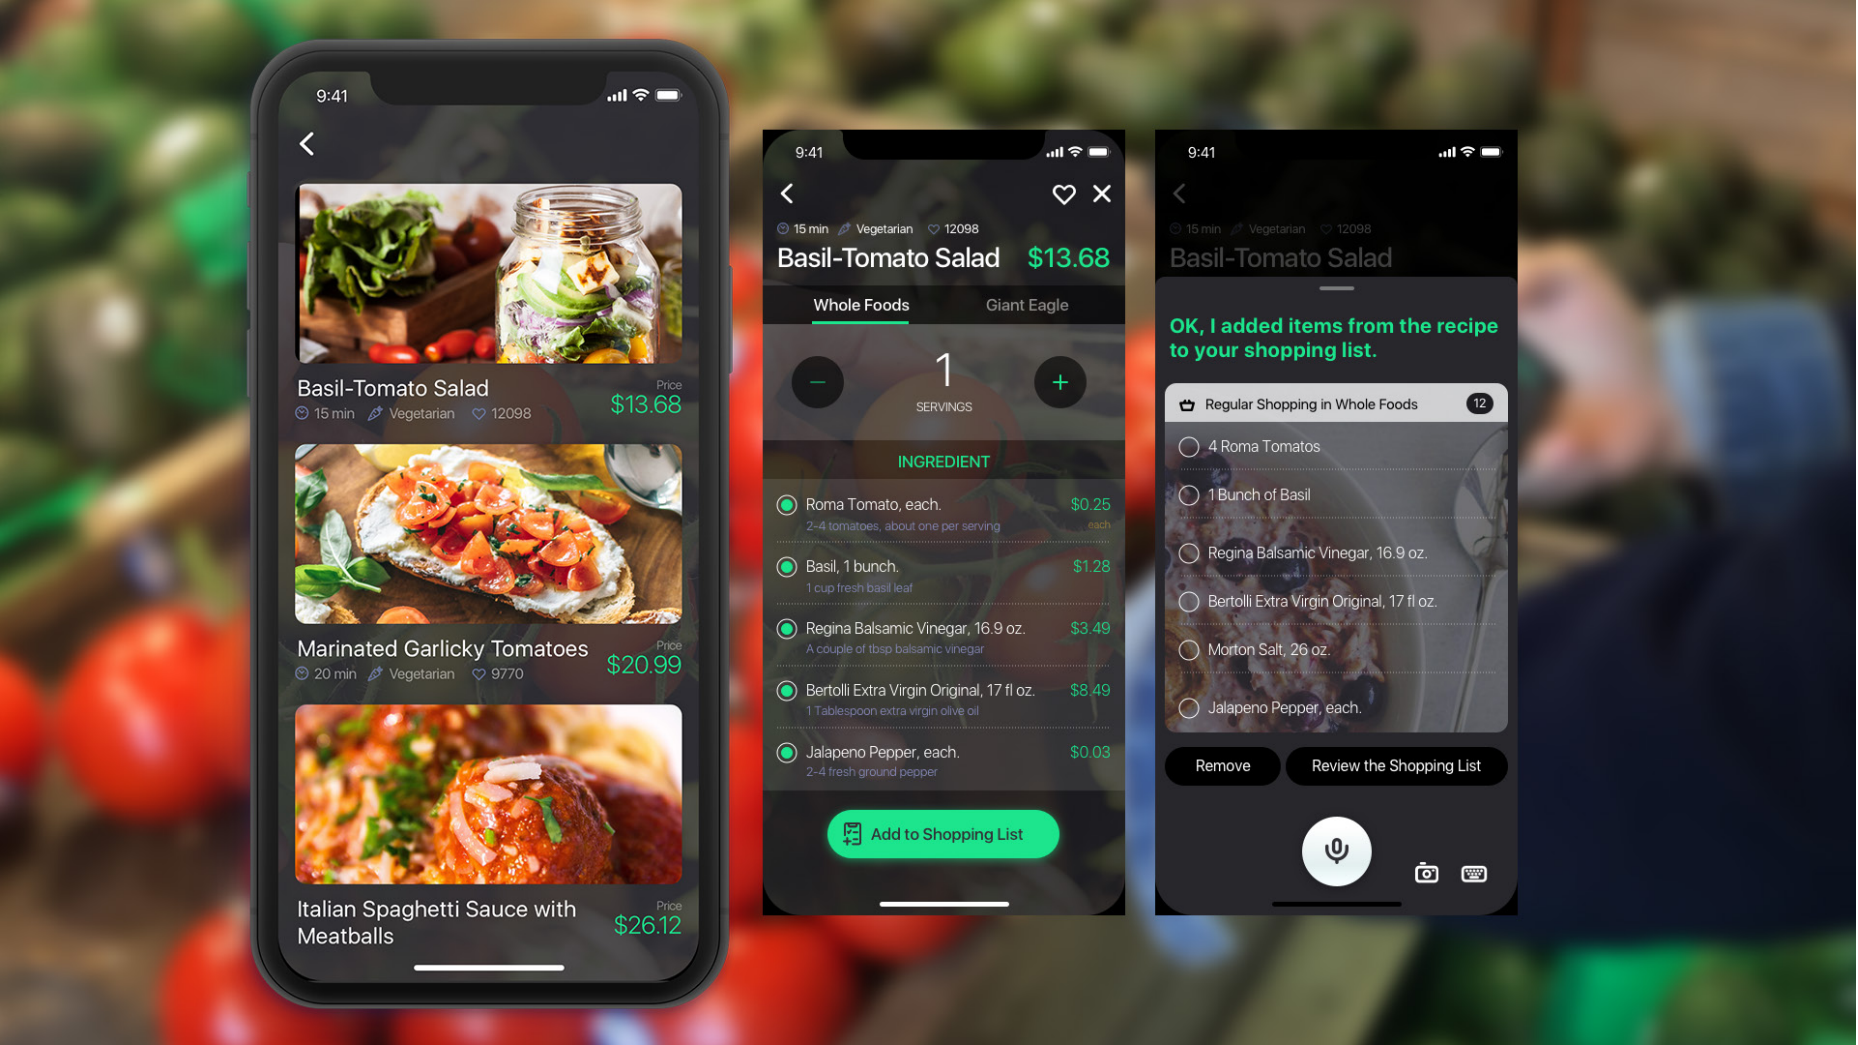 9:41
Basil-Tomato Salad
Price
15 min Vegetarian 12098
$13.68
Marinated Garlicky Tomatoes
Price
20 min Vegetarian 9770
$20.99
Italian Spaghetti Sauce with
Meatballs
Price
$26.12
9:41
15 min Vegetarian 12098
Basil-Tomato Salad $13.68
Whole Foods Giant Eagle
1
SERVINGS
INGREDIENT
Roma Tomato, each. $0.25
2-4 tomatoes, about one per serving each
Basil, 1 bunch. $1.28
1 cup fresh basil leaf
Regina Balsamic Vinegar, 16.9 oz. $3.49
A couple of tbsp balsamic vinegar
Bertolli Extra Virgin Original, 17 fl oz. $8.49
1 Tablespoon extra virgin olive oil
Jalapeno Pepper, each. $0.03
2-4 fresh ground pepper
Add to Shopping List
9:41
15 min Vegetarian 12098
Basil-Tomato Salad
OK, I added items from the recipe
to your shopping list.
Regular Shopping in Whole Foods 12
4 Roma Tomatos
1 Bunch of Basil
Regina Balsamic Vinegar, 16.9 oz.
Bertolli Extra Virgin Original, 17 fl oz.
Morton Salt, 26 oz.
Jalapeno Pepper, each.
Remove Review the Shopping List